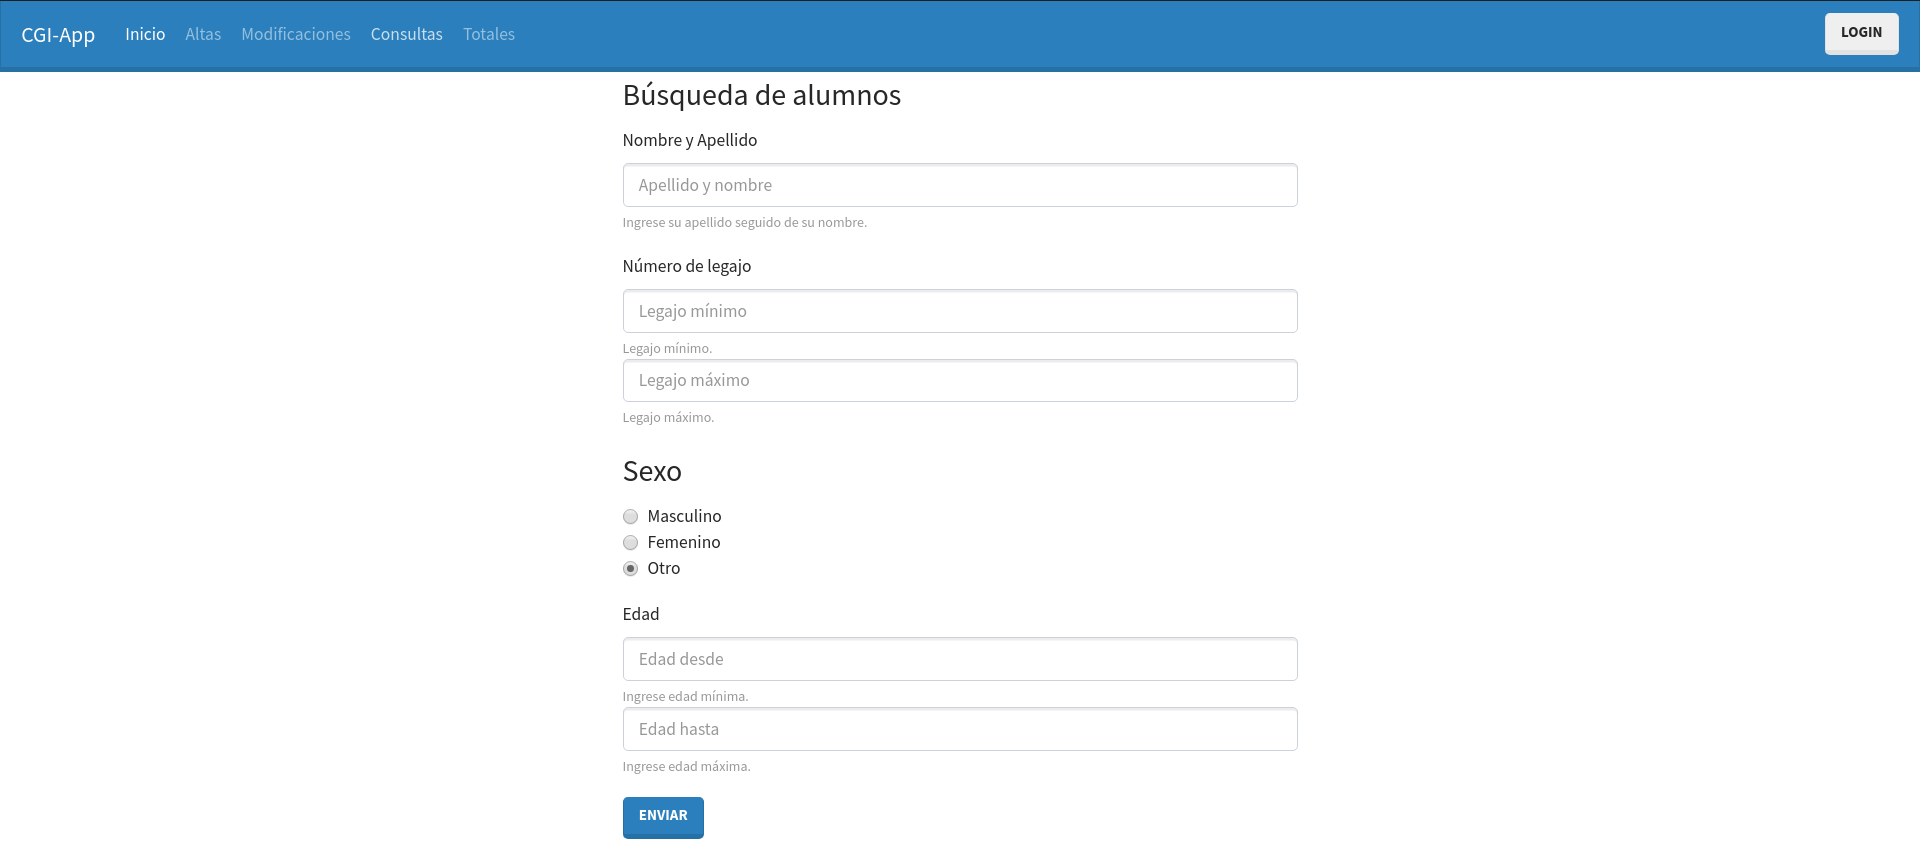 CGI-App Inicio Altas Modificaciones Consultas Totales LOGIN
Búsqueda de alumnos
Nombre y Apellido
Apellido y nombre
Ingrese su apellido seguido de su nombre.
Número de legajo
Legajo mínimo
Legajo mínimo.
Legajo máximo
Legajo máximo.
Sexo
Masculino
Femenino
Otro
Edad
Edad desde
Ingrese edad mínima.
Edad hasta
Ingrese edad máxima.
ENVIAR